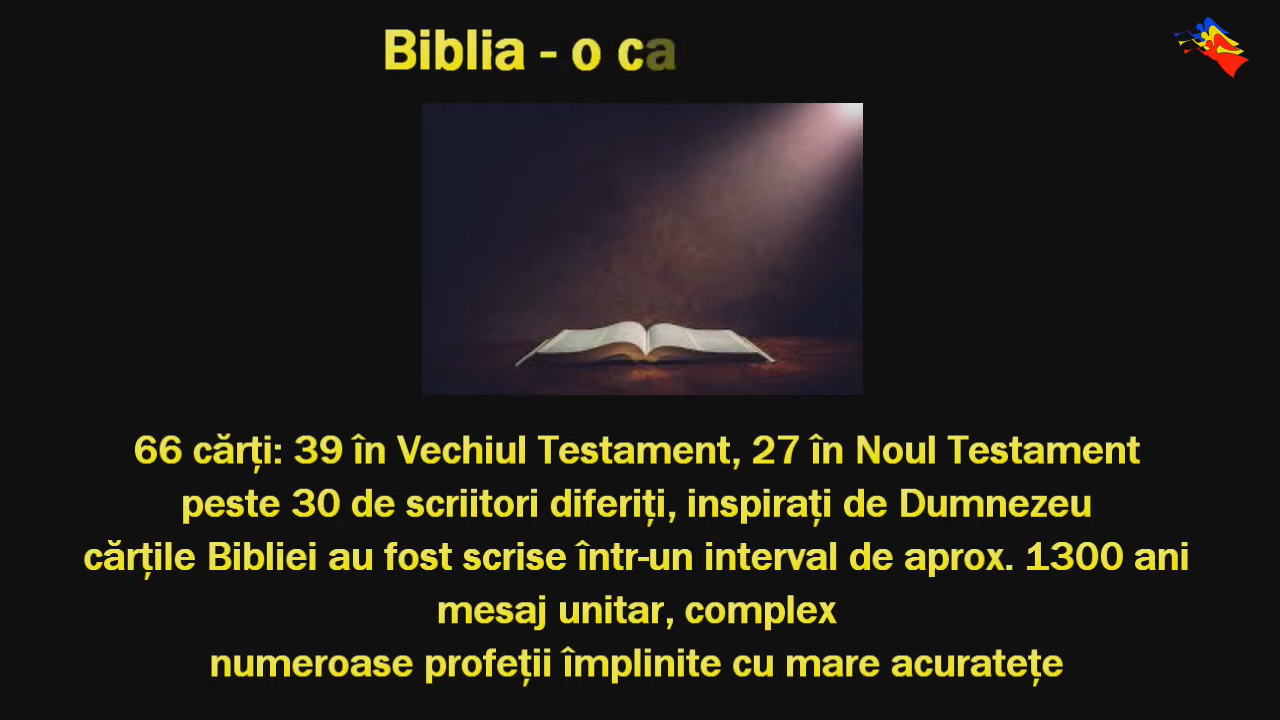 Biblia - o ca
66 cărți: 39 în Vechiul Testament, 27 în Noul Testament
peste 30 de scriitori diferiți, inspirați de Dumnezeu
cărțile Bibliei au fost scrise într-un interval de aprox. 1300 ani
mesaj unitar, complex
numeroase profeții împlinite cu mare acuratețe